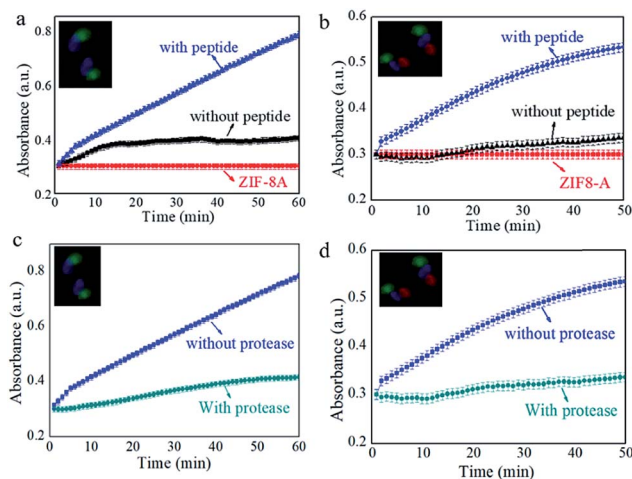 a
Absorbance (a.u.)
0.8
0.6
0.4
0.2
with peptide
without peptide
ZIF-8A
0 10 20 30 40 50 60
Time (min)
b
Absorbance (a.u.)
0.6
0.5
0.4
0.3
0.2
with peptide
without peptide
ZIF8-A
0 10 20 30 40 50
Time (min)
c
Absorbance (a.u.)
0.8
0.6
0.4
0.2
without protease
With protease
0 10 20 30 40 50 60
Time (min)
d
Absorbance (a.u.)
0.6
0.5
0.4
0.3
0.2
without protease
With protease
0 10 20 30 40 50
Time (min)